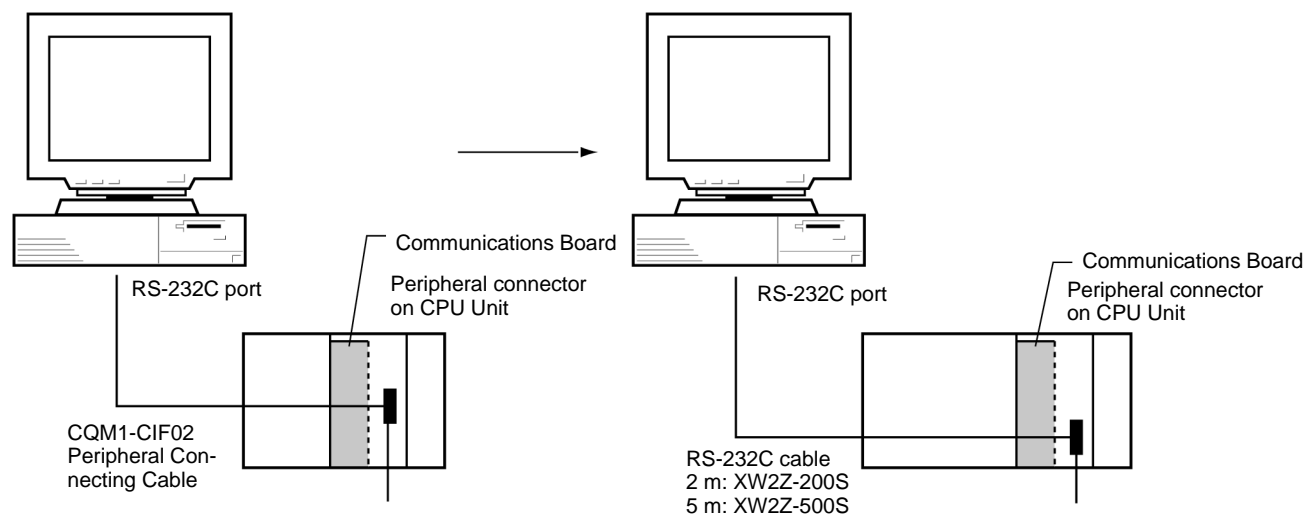 Communications Board
RS-232C port
Peripheral connector
on CPU Unit
CQM1-CIF02
Peripheral Con-
necting Cable
Communications Board
RS-232C port
Peripheral connector
on CPU Unit
RS-232C cable
2 m: XW2Z-200S
5 m: XW2Z-500S